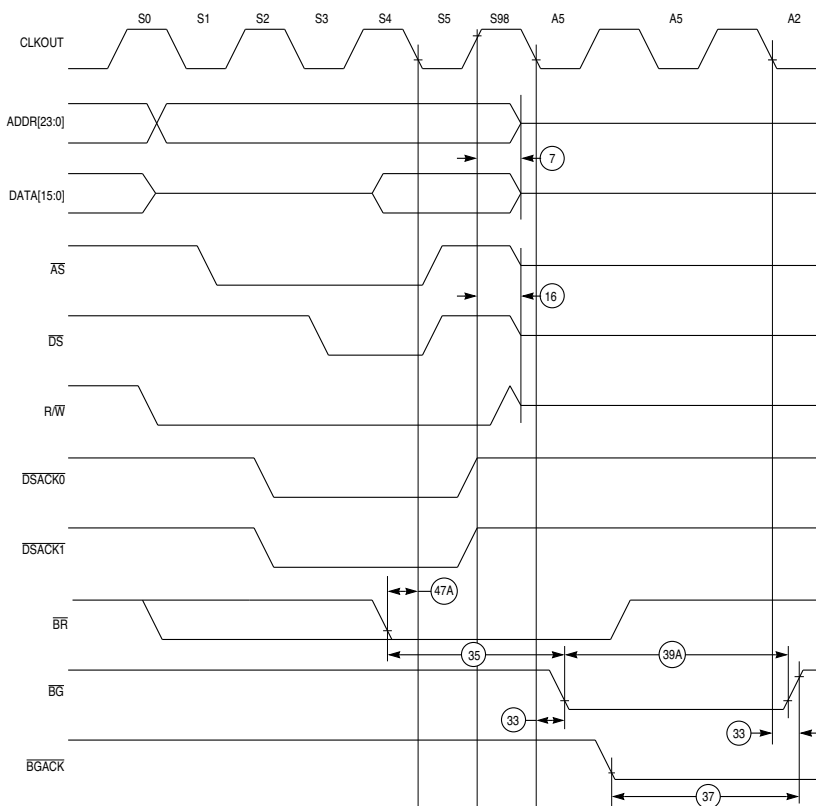 S0 S1 S2 S3 S4 S5 S98 A5 A5 A2
CLKOUT
ADDR[23:0]
7
DATA[15:0]
AS
16
DS
R/W
DSACK0
DSACK1
47A
BR
35 39A
BG
33 33
BGACK
37